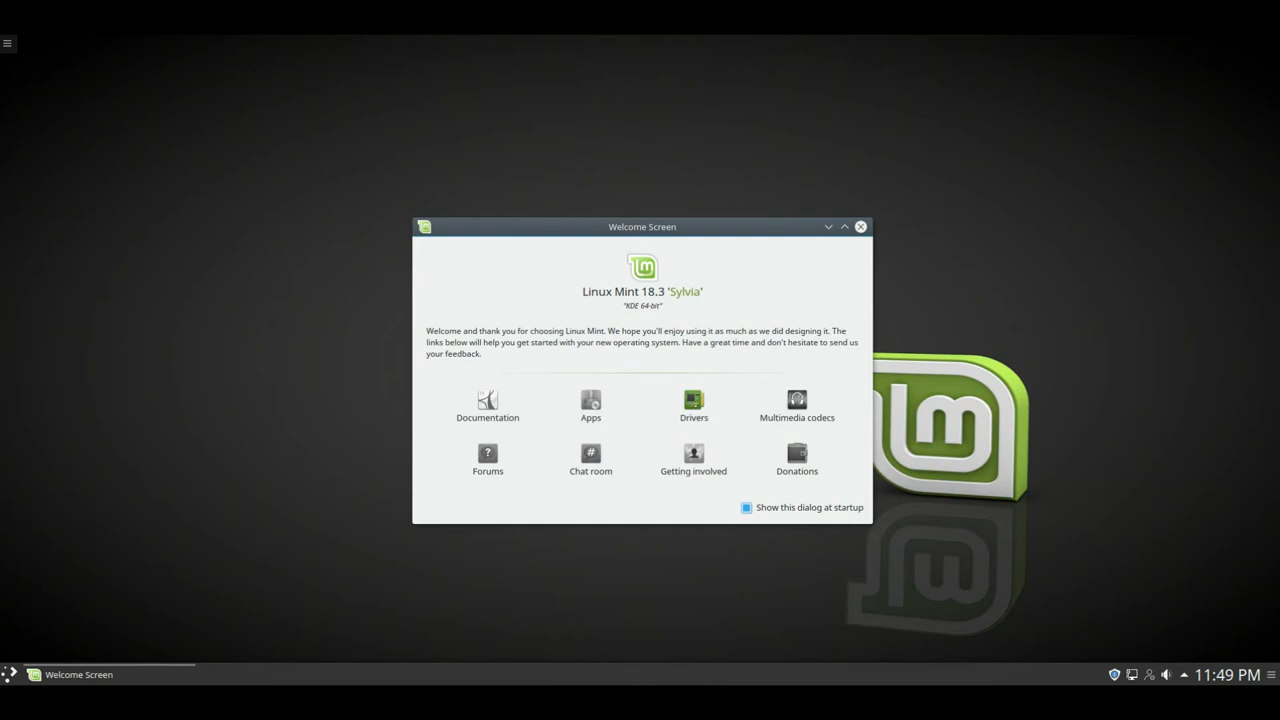 Welcome Screen
Linux Mint 18.3 'Sylvia'
"KDE 64-bit"
Welcome and thank you for choosing Linux Mint. We hope you'll enjoy using it as much as we did designing it. The
links below will help you get started with your new operating system. Have a great time and don't hesitate to send us
your feedback.
Documentation Apps Drivers Multimedia codecs
Forums Chat room Getting involved Donations
Show this dialog at startup
Welcome Screen 11:49 PM